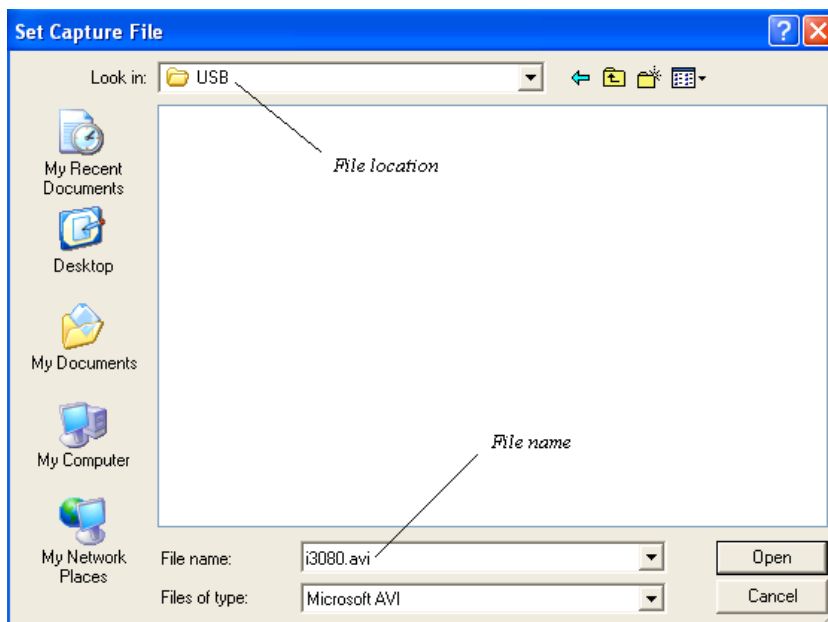 Set Capture File
Look in:
USB
File location
My Recent
Documents
Desktop
My Documents
My Computer
My Network
Places
File name
File name:
i3080.avi
Open
Files of type:
Microsoft AVI
Cancel